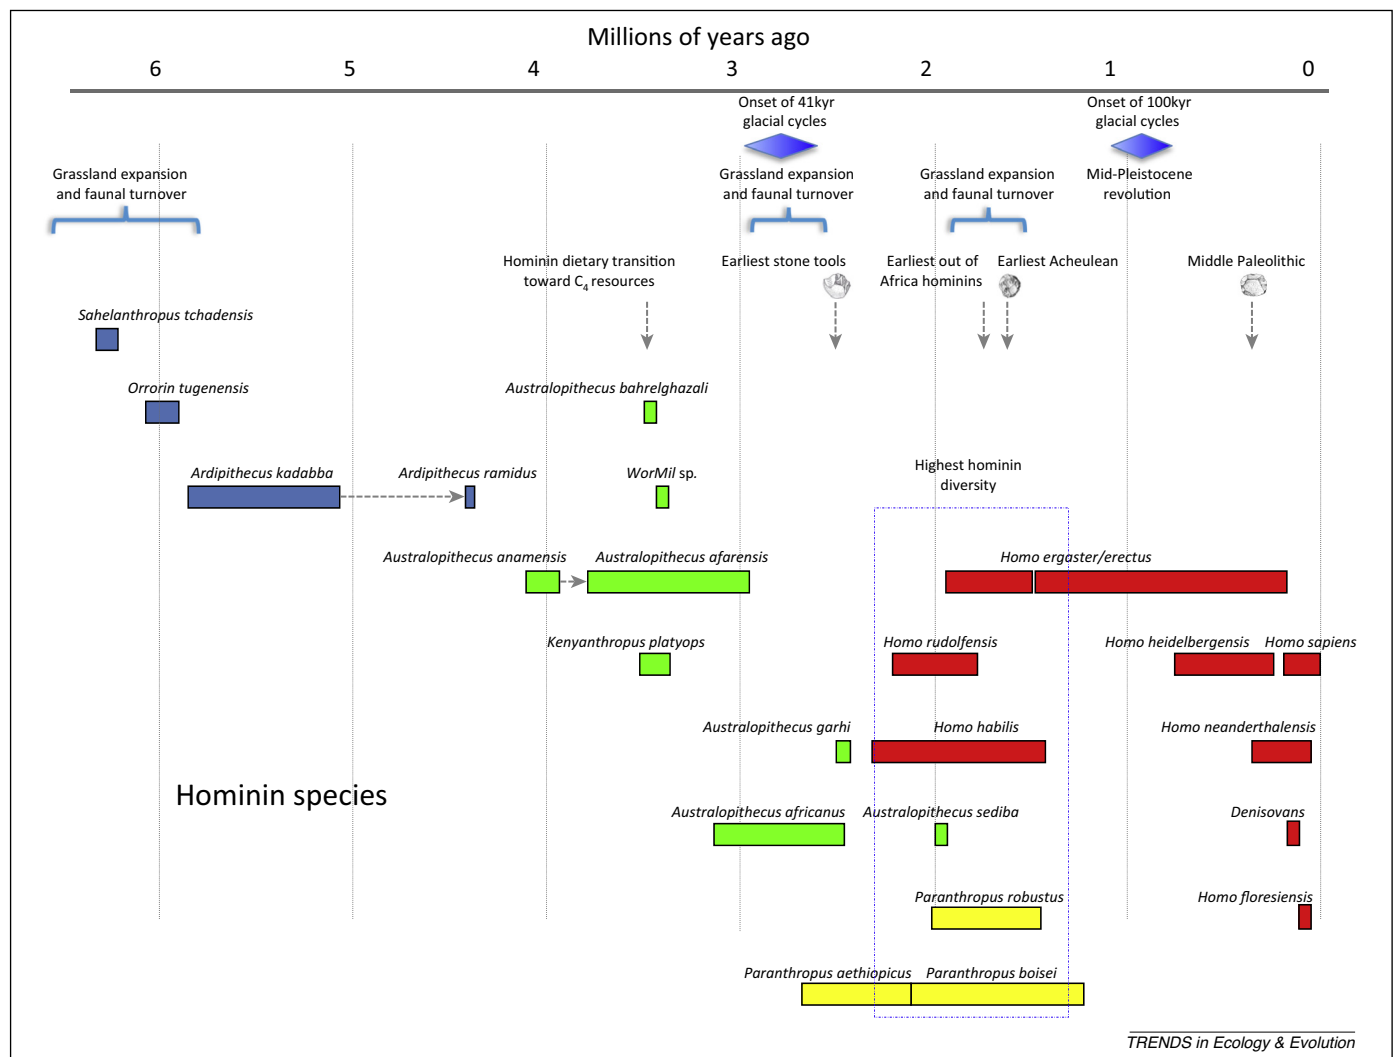 Millions of years ago
6 5 4 3 2 1 0
Onset of 41kyr
glacial cycles
Onset of 100kyr
glacial cycles
Grassland expansion
and faunal turnover
Grassland expansion
and faunal turnover
Grassland expansion
and faunal turnover
Mid-Pleistocene
revolution
Hominin dietary transition
toward C₄ resources
Earliest stone tools
Earliest out of
Africa hominins
Earliest Acheulean
Middle Paleolithic
Sahelanthropus tchadensis
Orrorin tugenensis
Australopithecus bahrelghazali
Ardipithecus kadabba
Ardipithecus ramidus
WorMil sp.
Highest hominin
diversity
Australopithecus anamensis
Australopithecus afarensis
Homo ergaster/erectus
Kenyanthropus platyops
Homo rudolfensis
Homo heidelbergensis
Homo sapiens
Australopithecus garhi
Homo habilis
Homo neanderthalensis
Hominin species
Australopithecus africanus
Australopithecus sediba
Denisovans
Paranthropus robustus
Homo floresiensis
Paranthropus aethiopicus
Paranthropus boisei
TRENDS in Ecology & Evolution